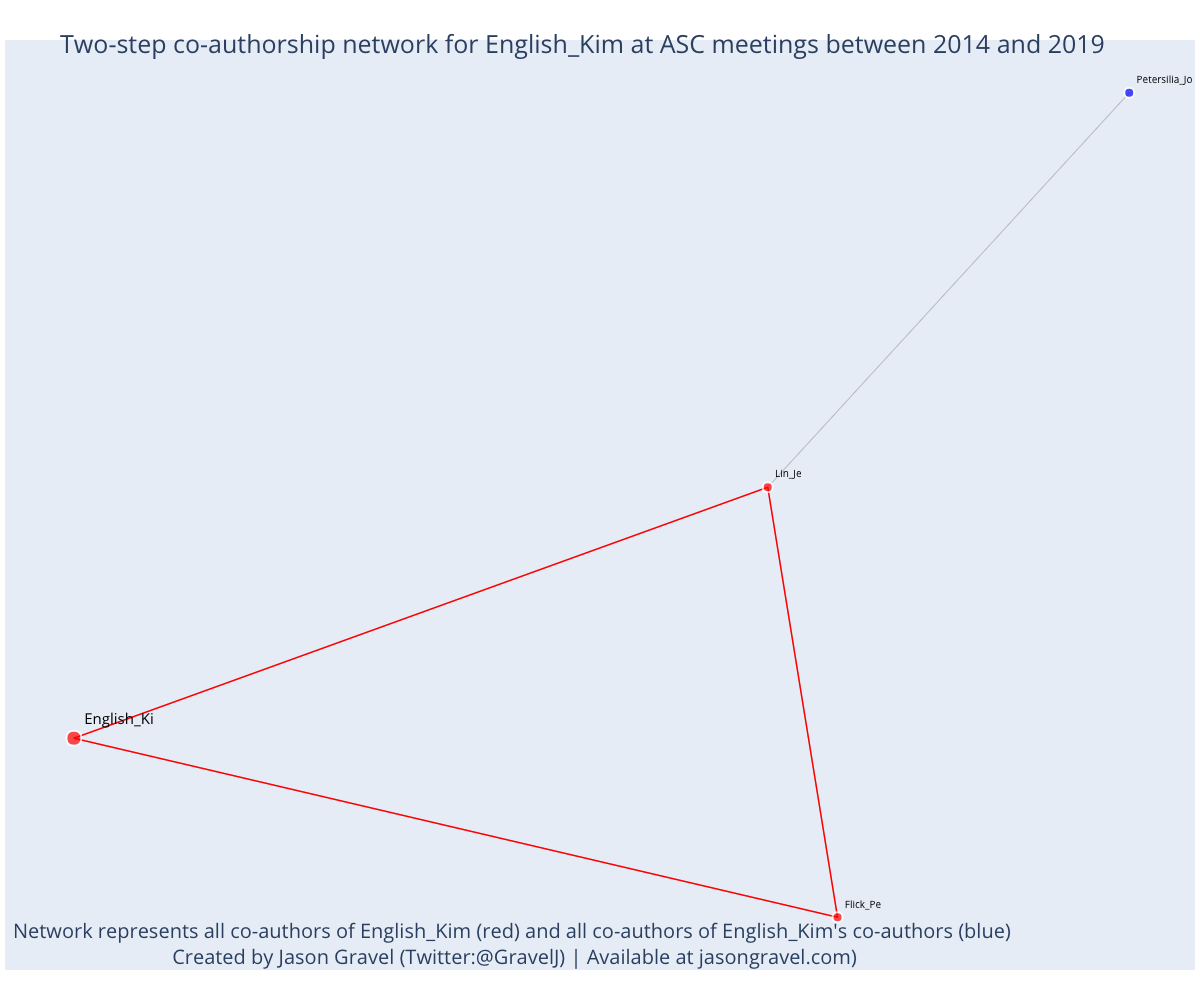 Two-step co-authorship network for English_Kim at ASC meetings between 2014 and 2019
Petersilia_Jo
Lin_Je
English_Ki
Flick_Pe
Network represents all co-authors of English_Kim (red) and all co-authors of English_Kim's co-authors (blue)
Created by Jason Gravel (Twitter:@GravelJ) | Available at jasongravel.com)